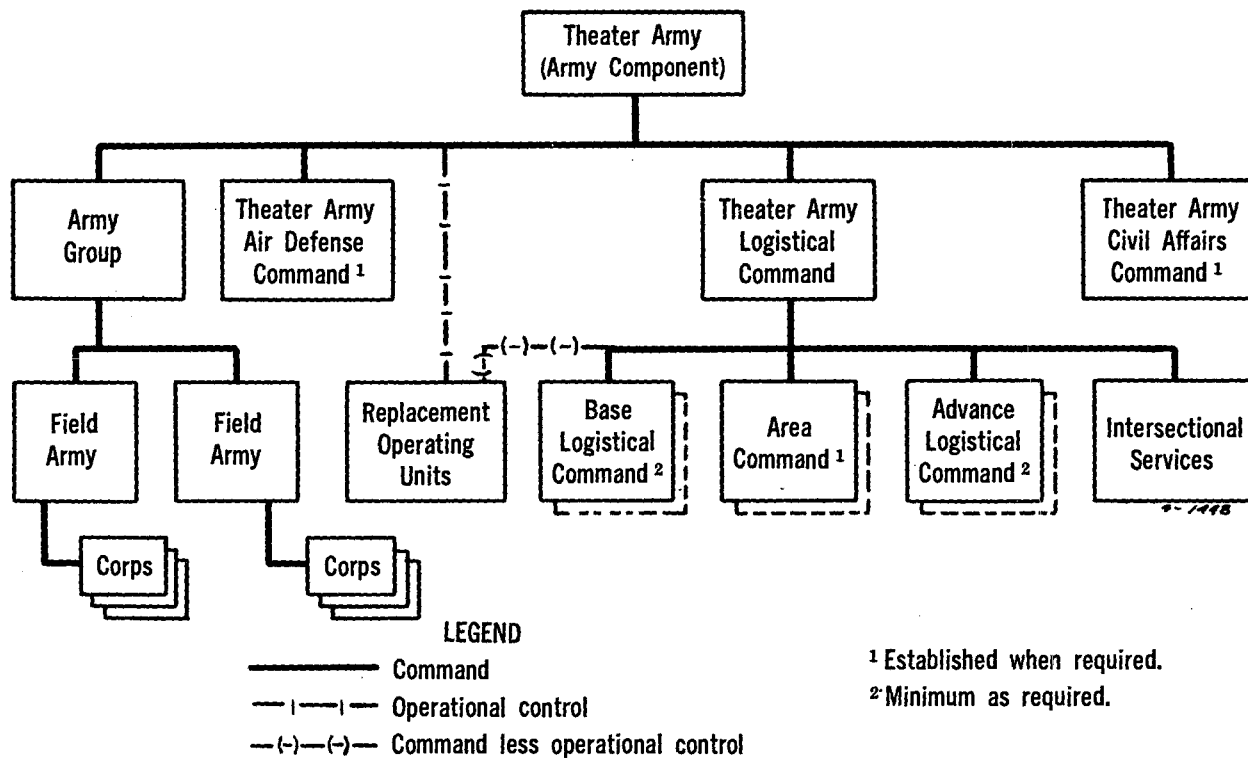 Theater Army
(Army Component)
Army
Group
Theater Army
Air Defense
Command ¹
Theater Army
Logistical
Command
Theater Army
Civil Affairs
Command ¹
Field
Army
Field
Army
Replacement
Operating
Units
Base
Logistical
Command ²
Area
Command ¹
Advance
Logistical
Command ²
Intersectional
Services
Corps
Corps
LEGEND
Command
Operational control
Command less operational control
¹ Established when required.
² Minimum as required.